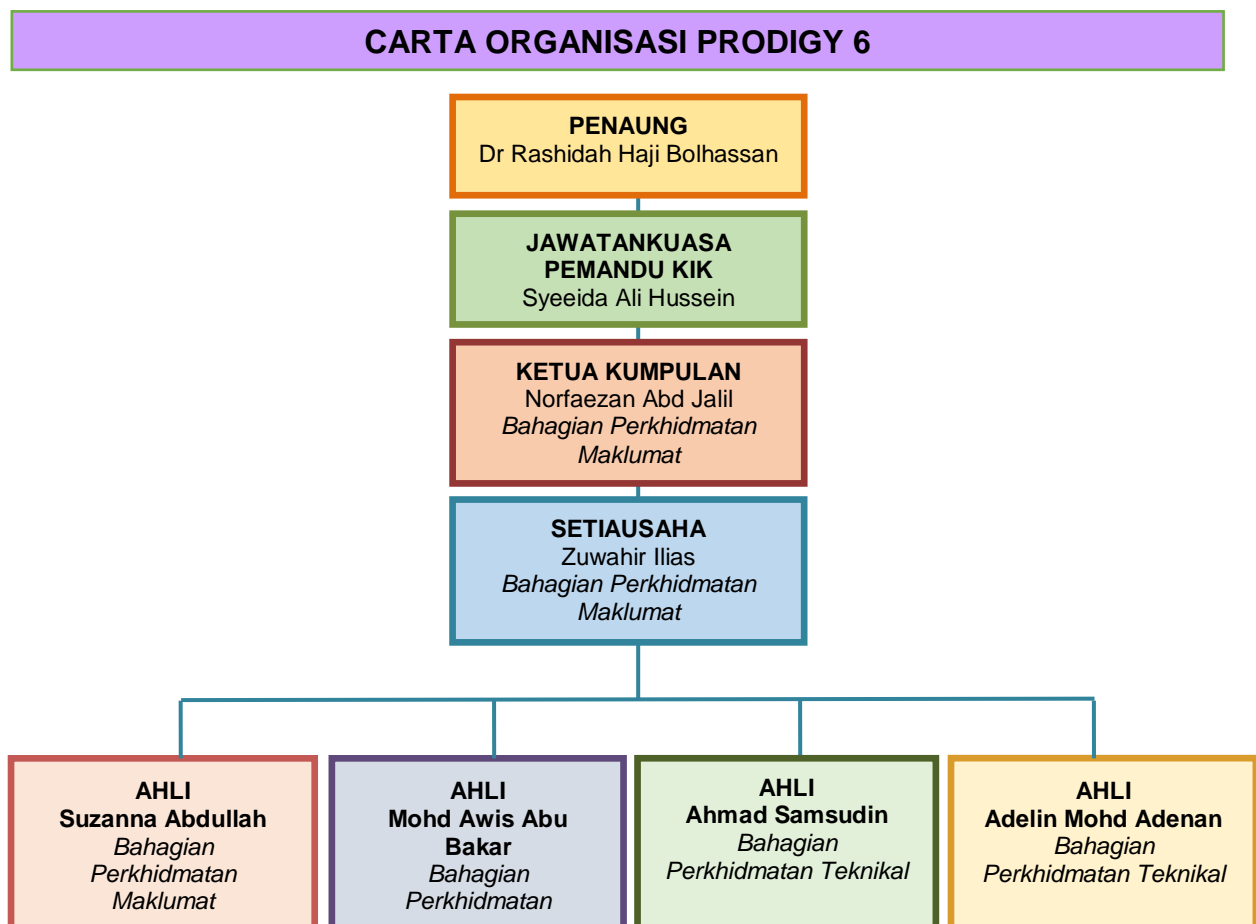 CARTA ORGANISASI PRODIGY 6
PENAUNG
Dr Rashidah Haji Bolhassan
JAWATANKUASA
PEMANDU KIK
Syeeida Ali Hussein
KETUA KUMPULAN
Norfaezan Abd Jalil
Bahagian Perkhidmatan
Maklumat
SETIAUSAHA
Zuwahir Ilias
Bahagian Perkhidmatan
Maklumat
AHLI
Suzanna Abdullah
Bahagian
Perkhidmatan
Maklumat
AHLI
Mohd Awis Abu
Bakar
Bahagian
Perkhidmatan
AHLI
Ahmad Samsudin
Bahagian
Perkhidmatan Teknikal
AHLI
Adelin Mohd Adenan
Bahagian
Perkhidmatan Teknikal